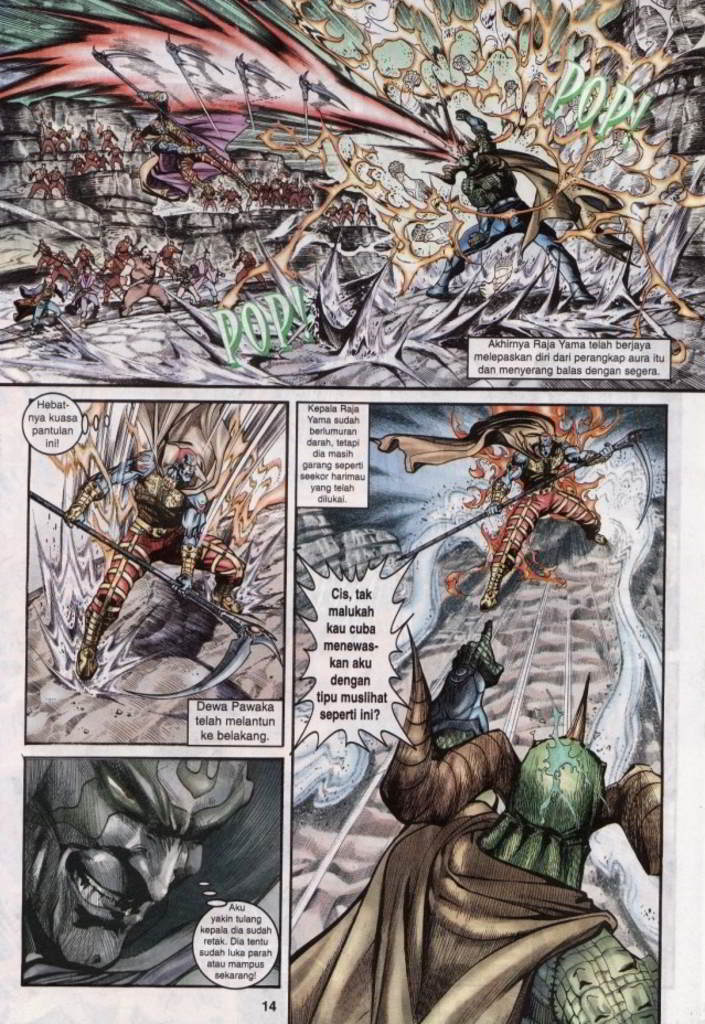 POP!
POP!
Akhirnya Raja Yama telah berjaya
melepaskan diri dari perangkap aura itu
dan menyerang balas dengan segera.
Hebat-
nya kuasa
pantulan
ini!
Dewa Pawaka
telah melantun
ke belakang.
Kepala Raja
Yama sudah
berlumuran
darah, tetapi
dia masih
garang seperti
seekor harimau
yang telah
dilukai.
Cis, tak
malukah
kau cuba
menewas-
kan aku
dengan
tipu muslihat
seperti ini?
Aku
yakin tulang
kepala dia sudah
retak. Dia tentu
sudah luka parah
atau mampus
sekarang!
14